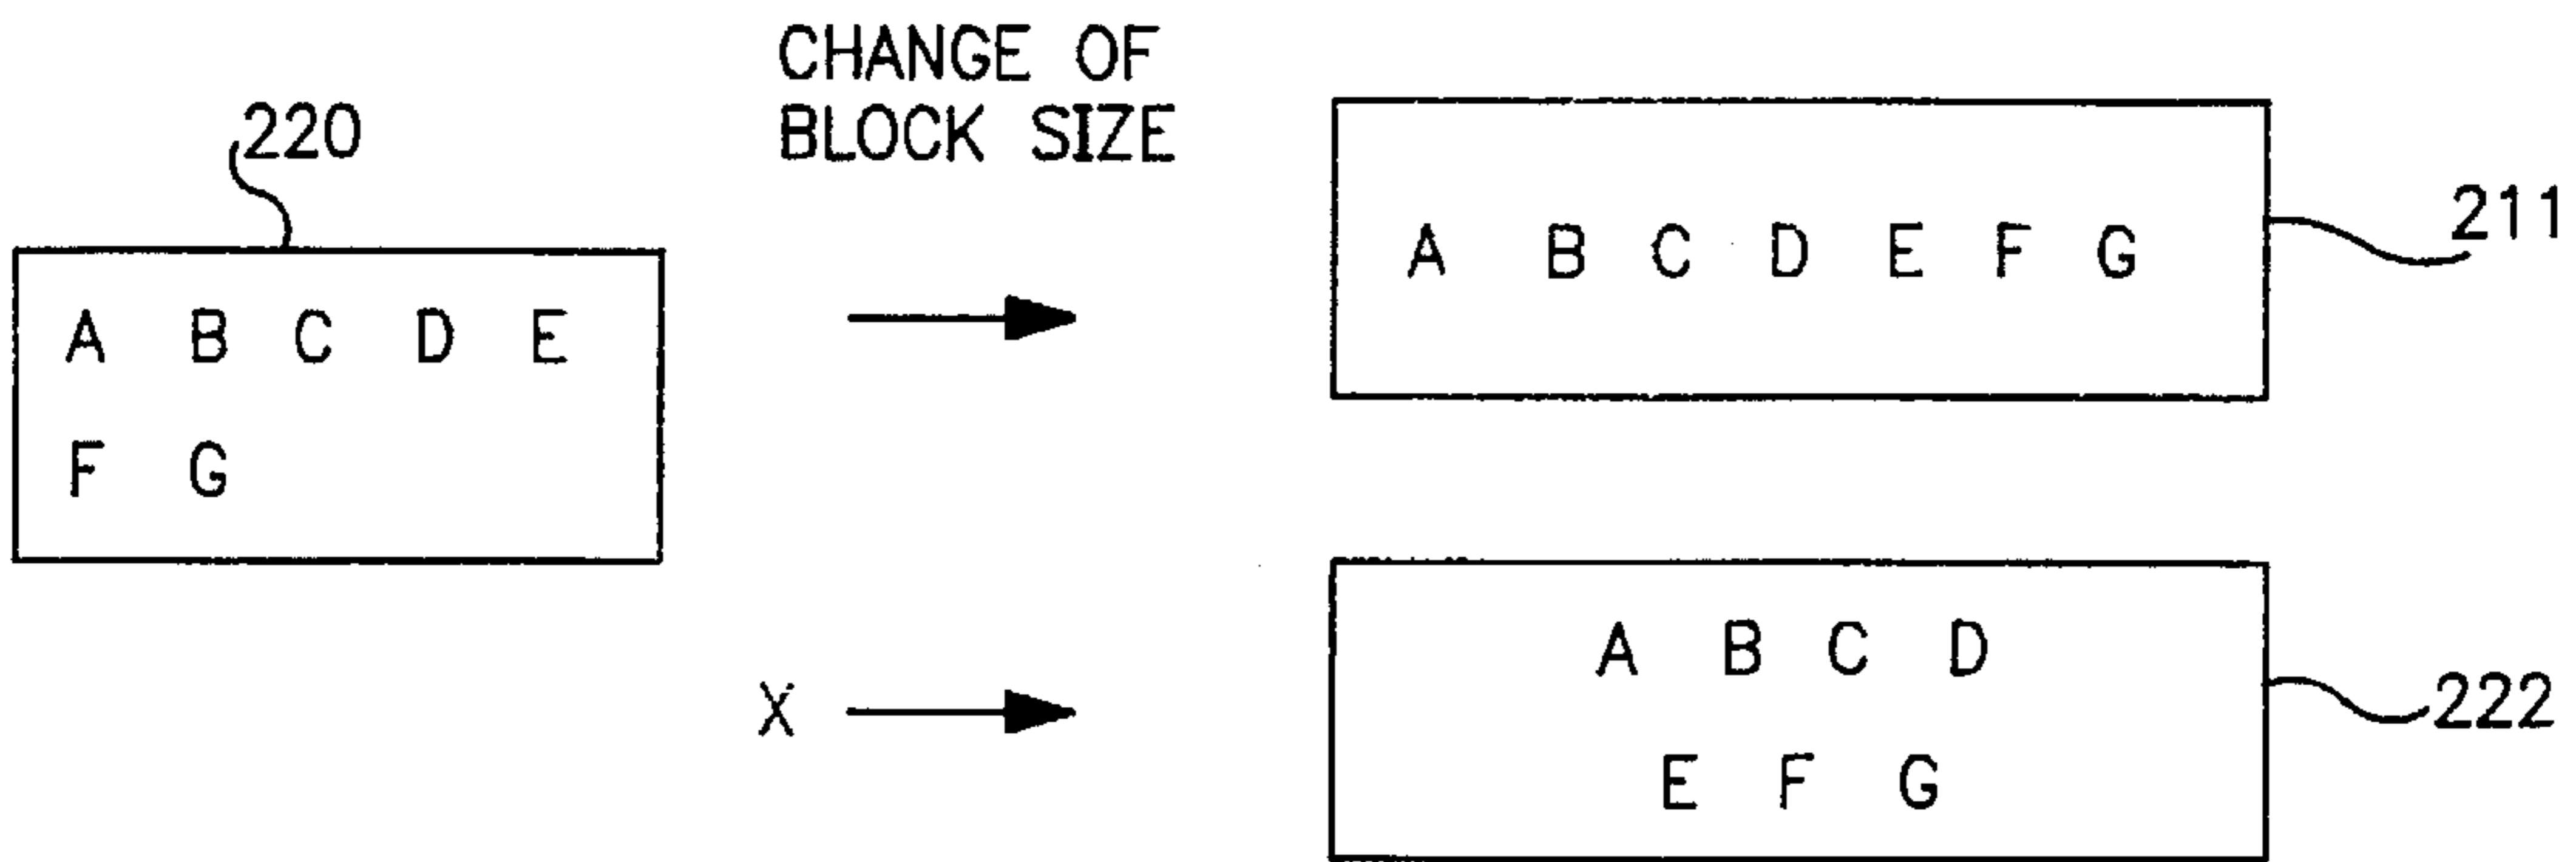 CHANGE OF
BLOCK SIZE
220
A B C D E
F G
A B C D E F G
211
X
A B C D
E F G
222